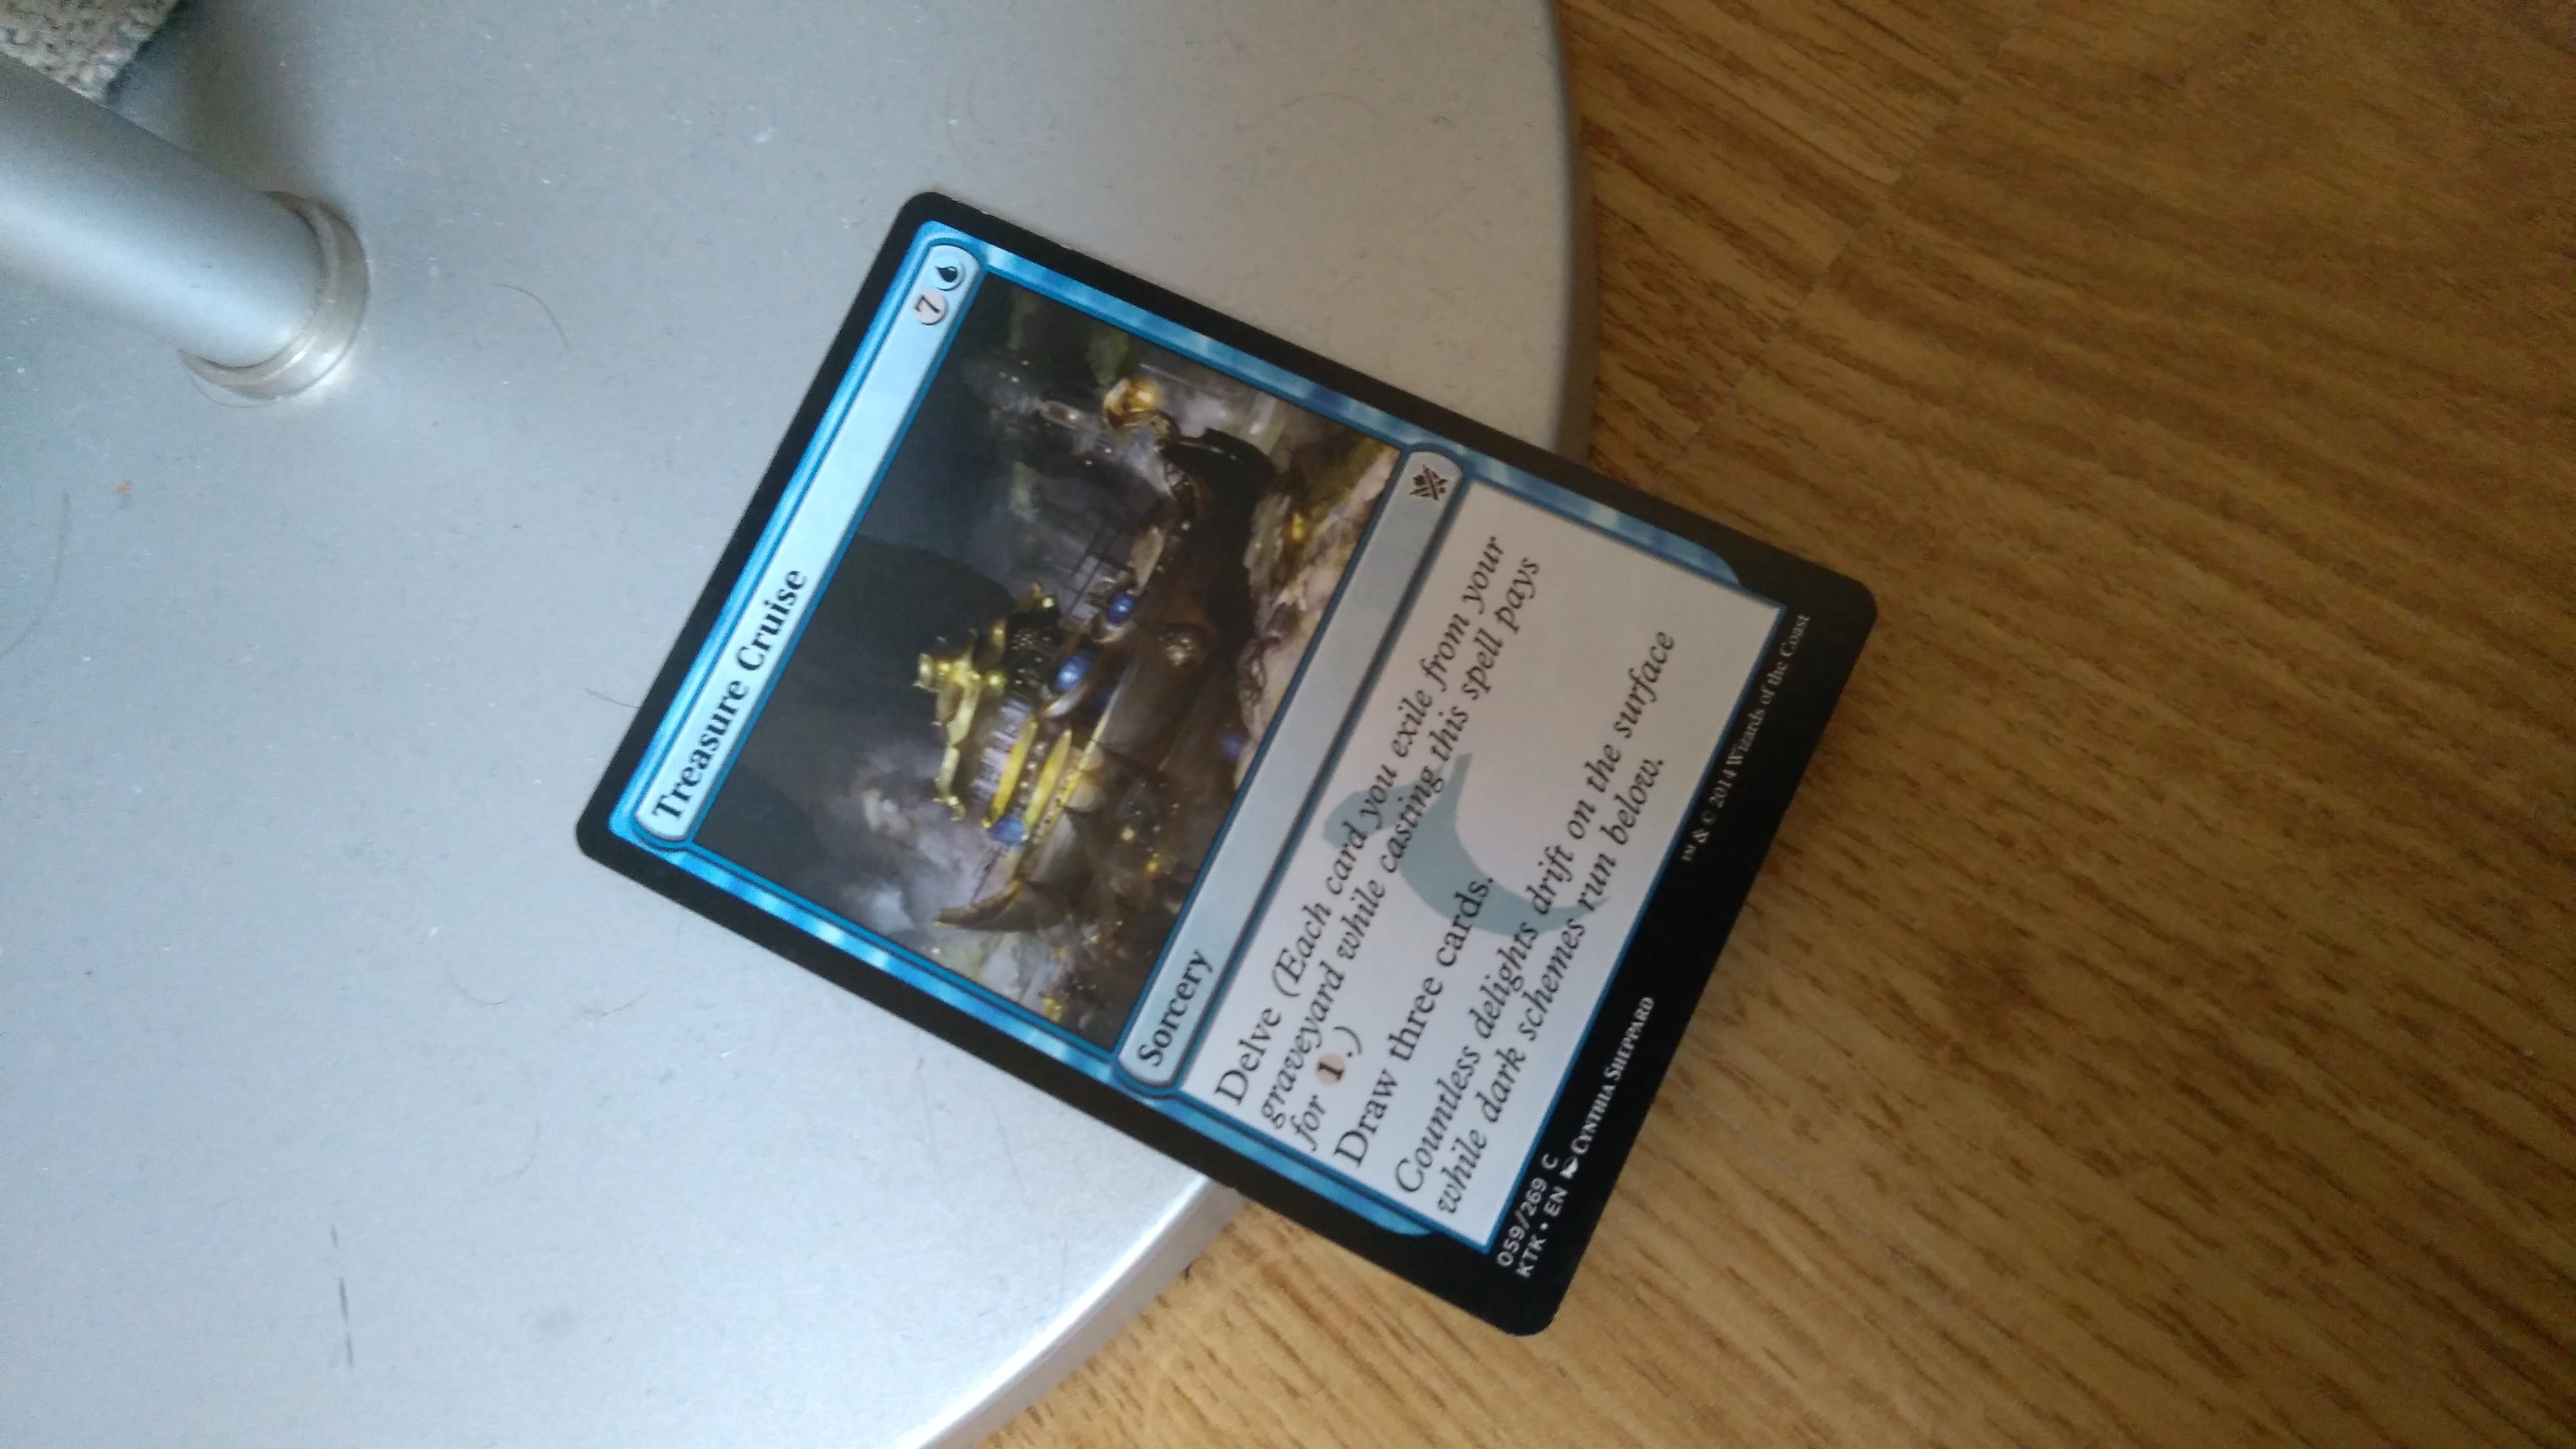 Treasure Cruise 7
Sorcery
Delve (Each card you exile from your
graveyard while casting this spell pays
for 1.)
Draw three cards.
Countless delights drift on the surface
while dark schemes run below.
059/269 C
KTK • EN CYNTHIA SHEPPARD
™ & © 2014 Wizards of the Coast